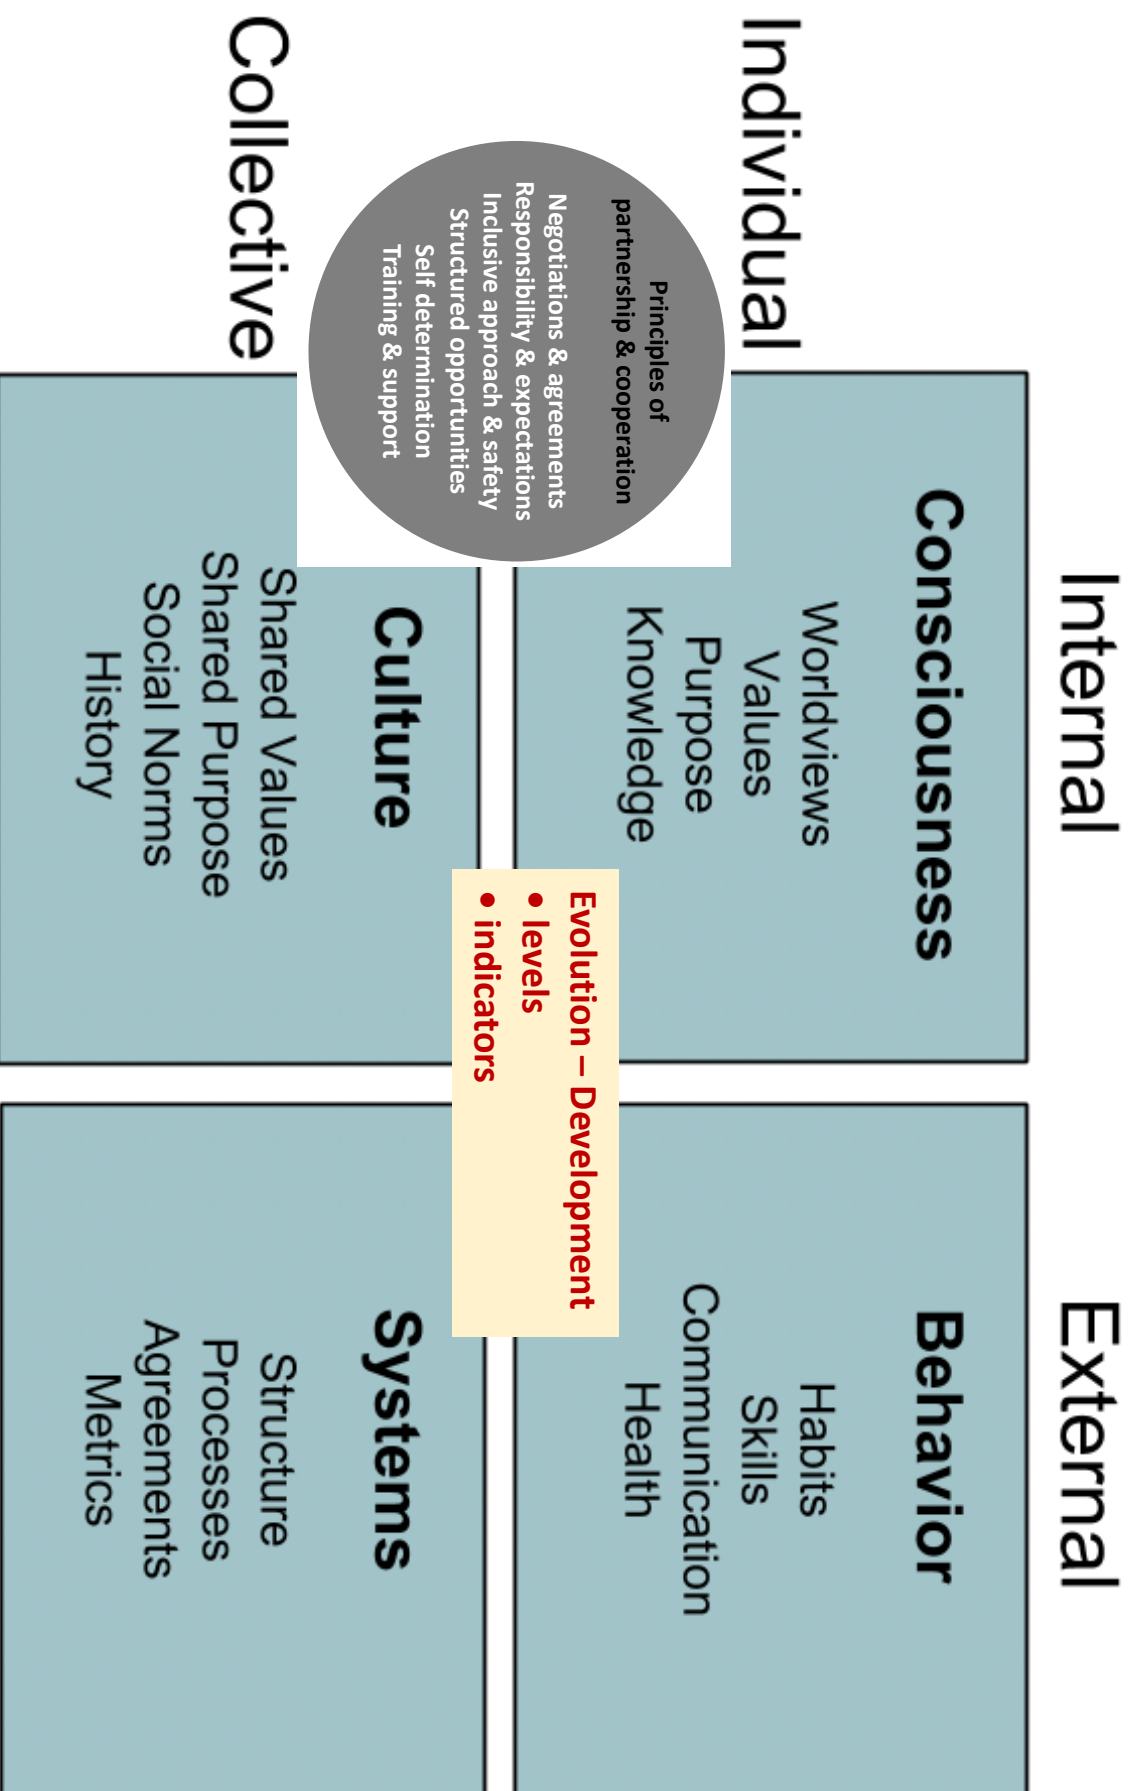 Internal
External
Individual
Consciousness
Worldviews
Values
Purpose
Knowledge
Behavior
Habits
Skills
Communication
Health
Principles of
partnership & cooperation
Negotiations & agreements
Responsibility & expectations
Inclusive approach & safety
Structured opportunities
Self determination
Training & support
Evolution – Development
• levels
• indicators
Collective
Culture
Shared Values
Shared Purpose
Social Norms
History
Systems
Structure
Processes
Agreements
Metrics